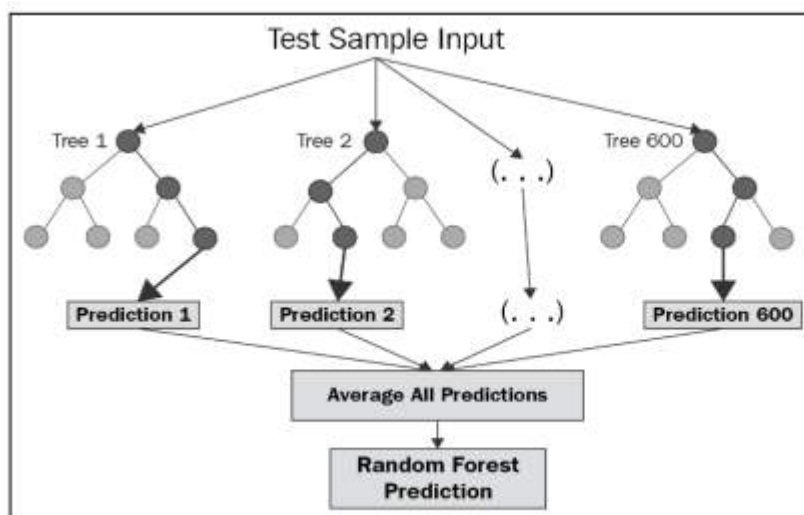 Test Sample Input
Tree 1
Tree 2
Tree 600
(. . .)
Prediction 1
Prediction 2
(. . .)
Prediction 600
Average All Predictions
Random Forest
Prediction